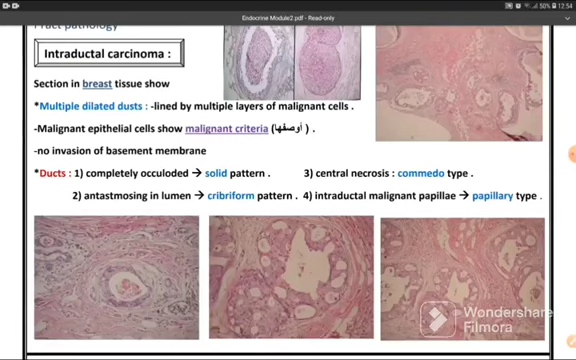 12:54
50%
Endocrine Module2.pdf - Read-only
Pract pathology
Intraductal carcinoma :
Section in breast tissue show
*Multiple dilated dusts : -lined by multiple layers of malignant cells .
-Malignant epithelial cells show malignant criteria (أوصفها ) .
-no invasion of basement membrane
*Ducts : 1) completely occuloded → solid pattern .
3) central necrosis : commedo type .
2) antastmosing in lumen → cribriform pattern .
4) intraductal malignant papillae → papillary type .
Wondershare
Filmora